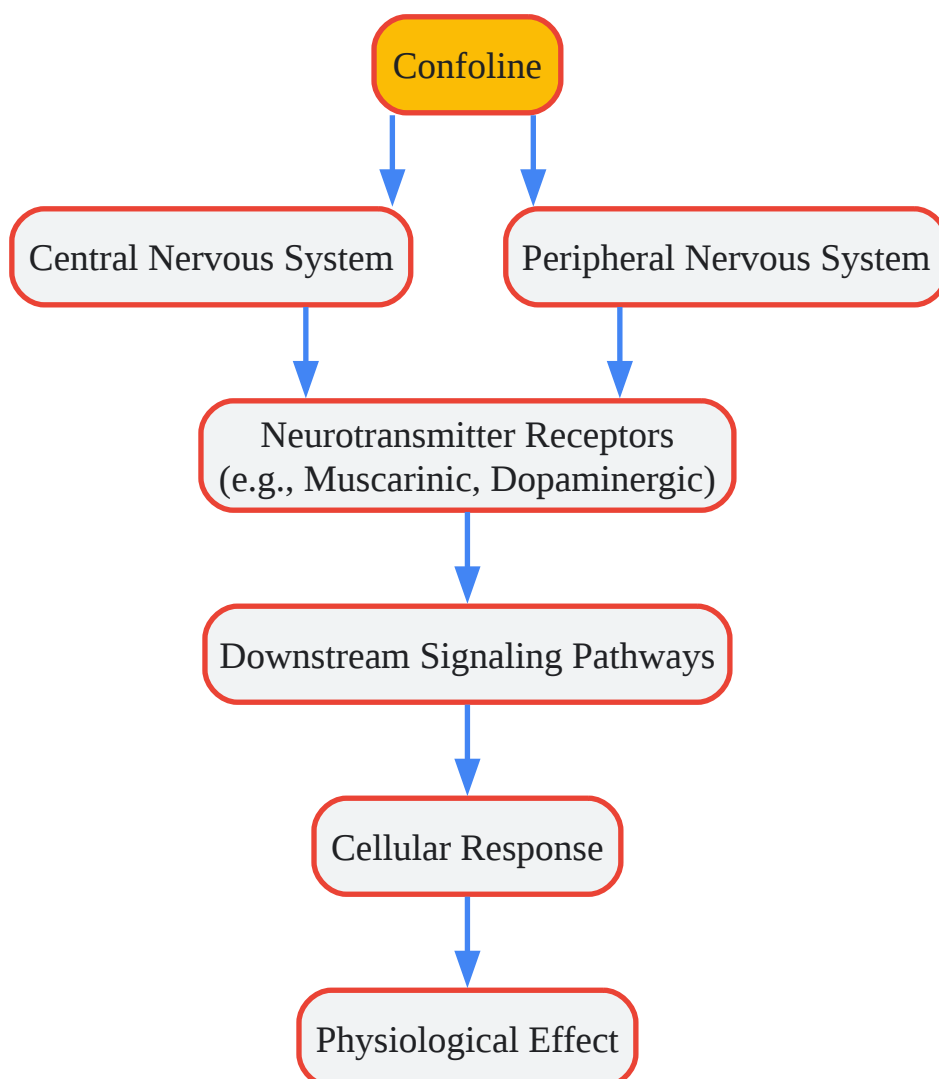 Confoline
Central Nervous System
Peripheral Nervous System
Neurotransmitter Receptors
(e.g., Muscarinic, Dopaminergic)
Downstream Signaling Pathways
Cellular Response
Physiological Effect